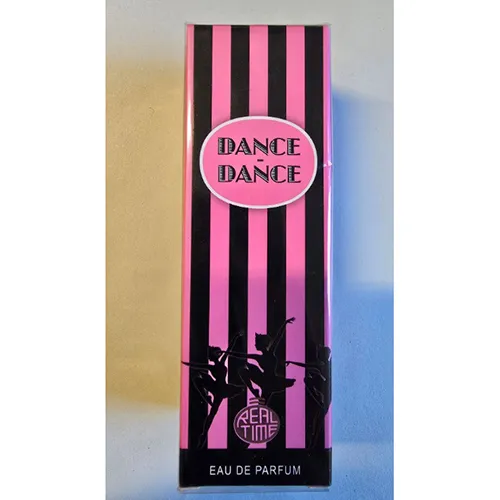 DANCE
-
DANCE
REAL
TIME
EAU DE PARFUM